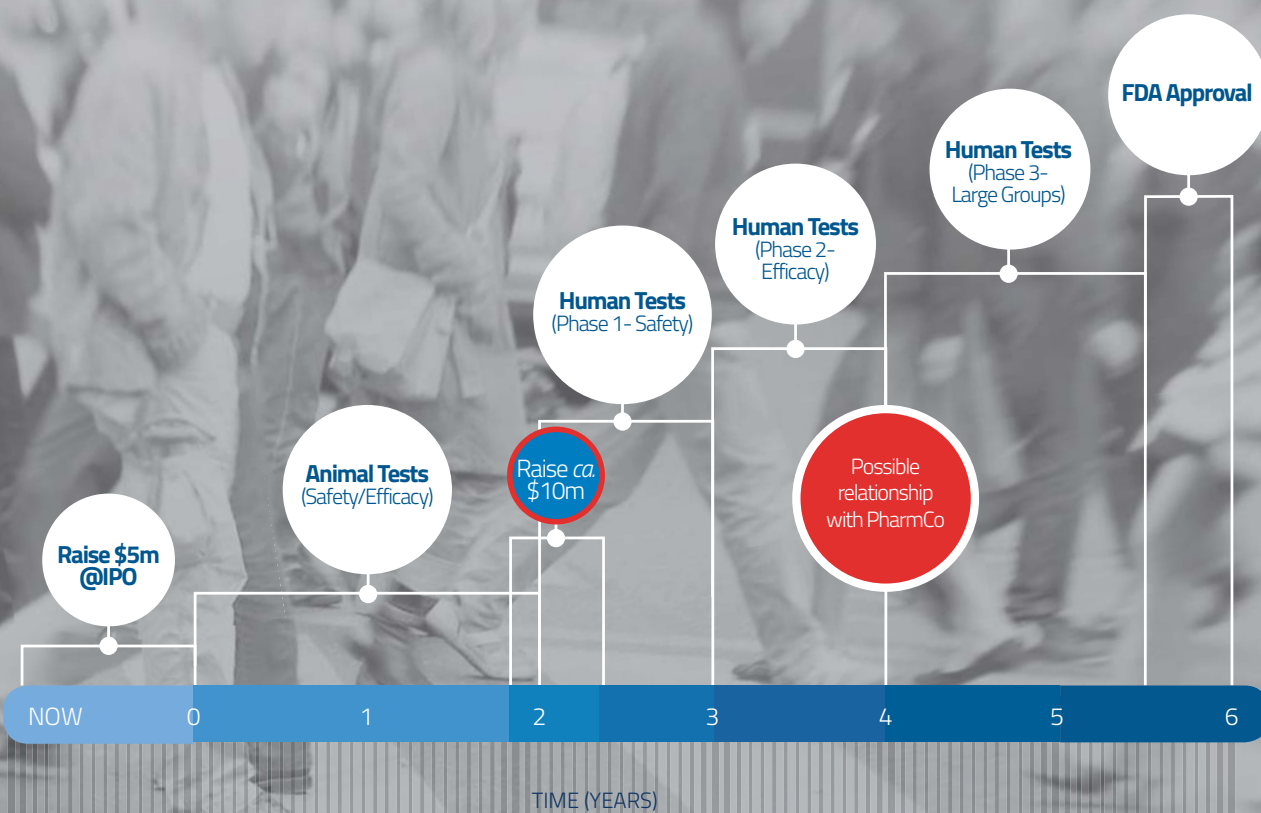 FDA Approval
Human Tests
(Phase 3-
Large Groups)
Human Tests
(Phase 2-
Efficacy)
Human Tests
(Phase 1- Safety)
Animal Tests
(Safety/Efficacy)
Raise ca.
$10m
Possible
relationship
with PharmCo
Raise $5m
@IPO
NOW 0 1 2 3 4 5 6
TIME (YEARS)